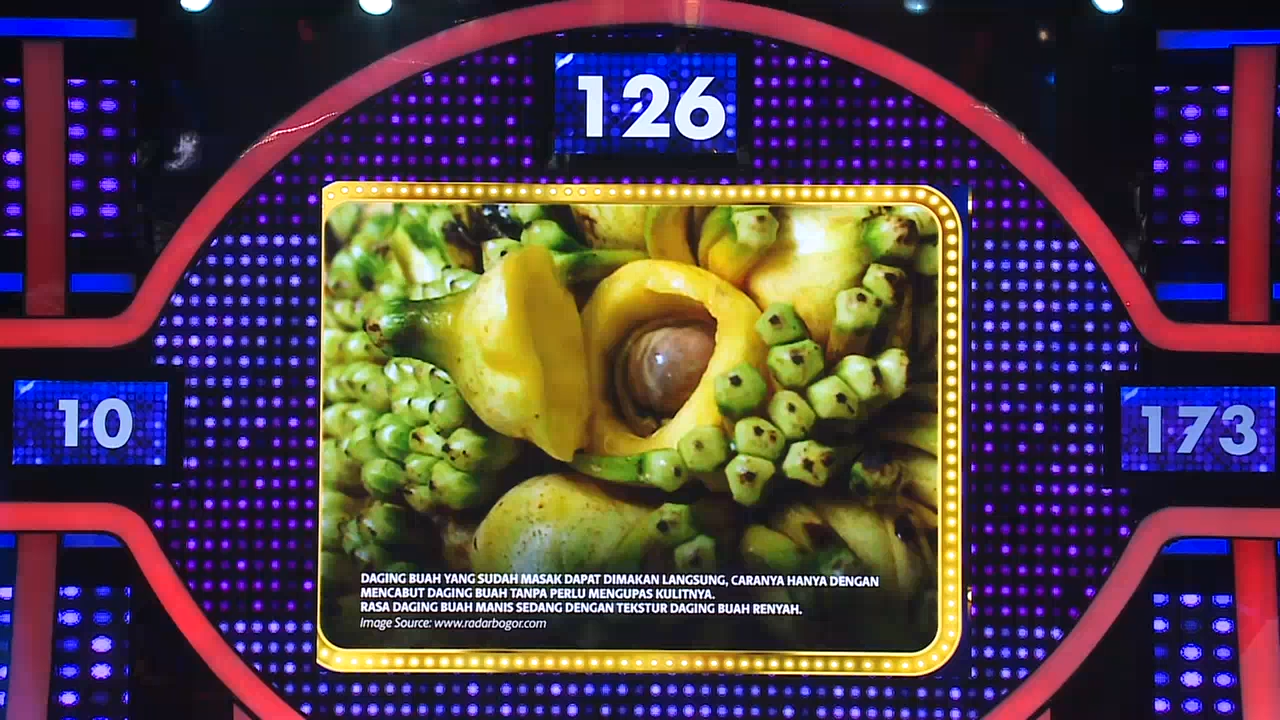 126
10
173
DAGING BUAH YANG SUDAH MASAK DAPAT DIMAKAN LANGSUNG, CARANYA HANYA DENGAN
MENCABUT DAGING BUAH TANPA PERLU MENGUPAS KULITNYA.
RASA DAGING BUAH MANIS SEDANG DENGAN TEKSTUR DAGING BUAH RENYAH.
Image Source: www.radarbogor.com